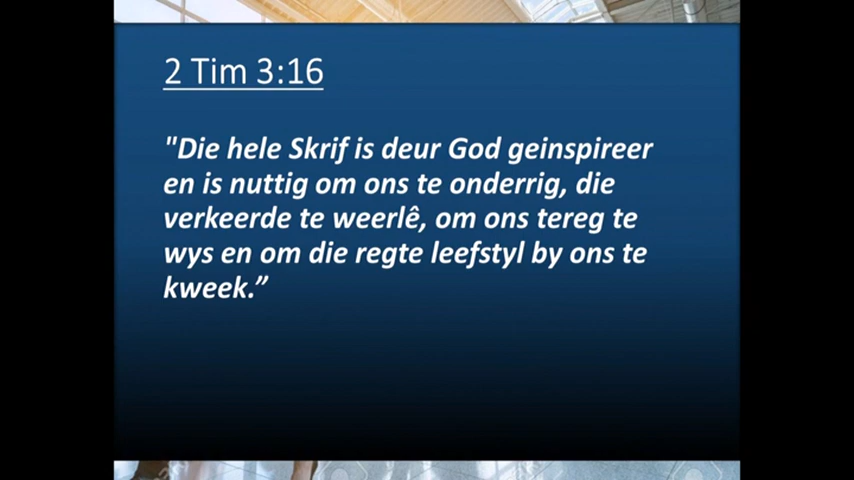 2 Tim 3:16
"Die hele Skrif is deur God geinspireer
en is nuttig om ons te onderrig, die
verkeerde te weerlê, om ons tereg te
wys en om die regte leefstyl by ons te
kweek.”